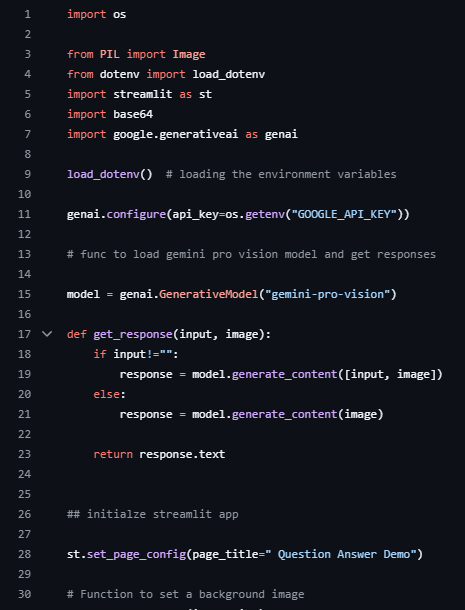 1 import os
2
3 from PIL import Image
4 from dotenv import load_dotenv
5 import streamlit as st
6 import base64
7 import google.generativeai as genai
8
9 load_dotenv()  # loading the environment variables
10
11 genai.configure(api_key=os.getenv("GOOGLE_API_KEY"))
12
13 # func to load gemini pro vision model and get responses
14
15 model = genai.GenerativeModel("gemini-pro-vision")
16
17 def get_response(input, image):
18     if input!="":
19         response = model.generate_content([input, image])
20     else:
21         response = model.generate_content(image)
22
23     return response.text
24
25
26 ## initialze streamlit app
27
28 st.set_page_config(page_title=" Question Answer Demo")
29
30 # Function to set a background image